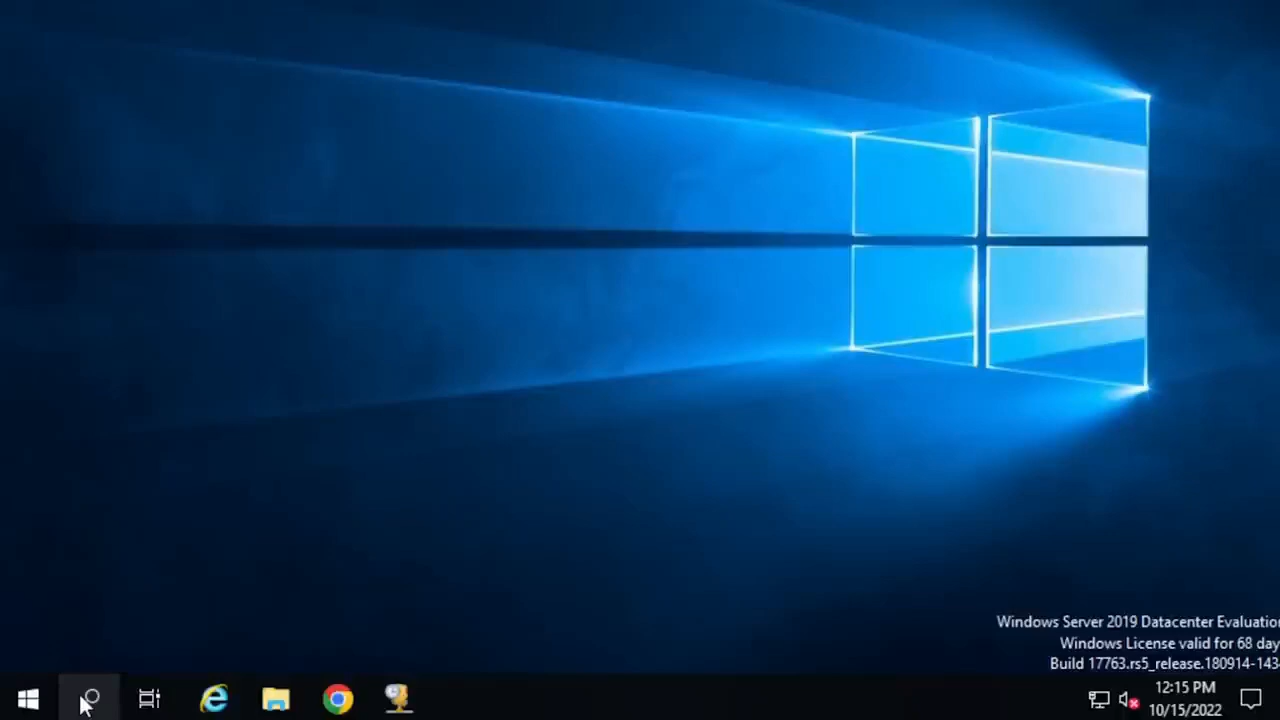 Windows Server 2019 Datacenter Evaluation
Windows License valid for 68 day
Build 17763.rs5_release.180914-143
12:15 PM
10/15/2022